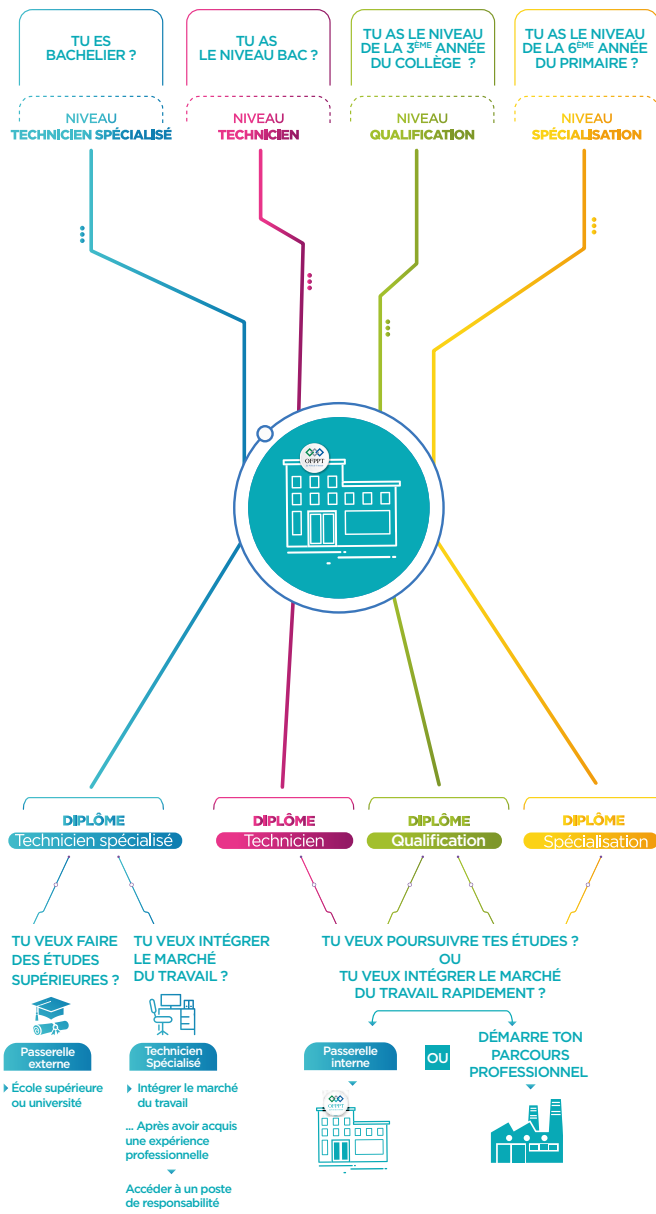 TU ES
BACHELIER ?
TU AS
LE NIVEAU BAC ?
TU AS LE NIVEAU
DE LA 3ÈME ANNÉE
DU COLLÈGE ?
TU AS LE NIVEAU
DE LA 6ÈME ANNÉE
DU PRIMAIRE ?
NIVEAU
TECHNICIEN SPÉCIALISÉ
NIVEAU
TECHNICIEN
NIVEAU
QUALIFICATION
NIVEAU
SPÉCIALISATION
OFPPT
DIPLÔME
Technicien spécialisé
DIPLÔME
Technicien
DIPLÔME
Qualification
DIPLÔME
Spécialisation
TU VEUX FAIRE
DES ÉTUDES
SUPÉRIEURES ?
TU VEUX INTÉGRER
LE MARCHÉ
DU TRAVAIL ?
TU VEUX POURSUIVRE TES ÉTUDES ?
OU
TU VEUX INTÉGRER LE MARCHÉ
DU TRAVAIL RAPIDEMENT ?
Passerelle
externe
École supérieure
ou université
Technicien
Spécialisé
Intégrer le marché
du travail
... Après avoir acquis
une expérience
professionnelle
Accéder à un poste
de responsabilité
Passerelle
interne
OFPPT
OU
DÉMARRE TON
PARCOURS
PROFESSIONNEL